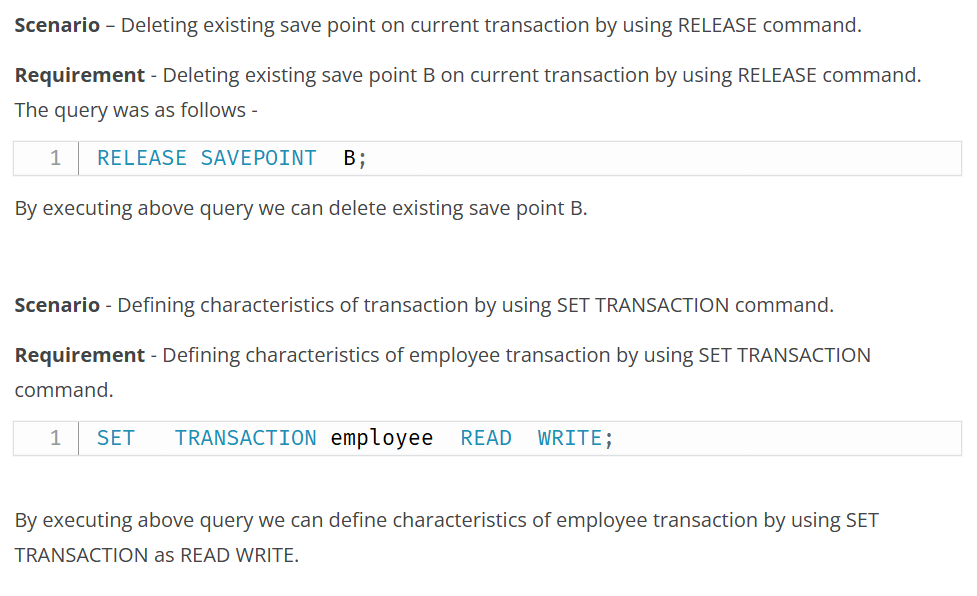 Scenario – Deleting existing save point on current transaction by using RELEASE command.
Requirement - Deleting existing save point B on current transaction by using RELEASE command.
The query was as follows -
1 RELEASE SAVEPOINT  B;
By executing above query we can delete existing save point B.
Scenario - Defining characteristics of transaction by using SET TRANSACTION command.
Requirement - Defining characteristics of employee transaction by using SET TRANSACTION
command.
1 SET   TRANSACTION employee  READ  WRITE;
By executing above query we can define characteristics of employee transaction by using SET
TRANSACTION as READ WRITE.